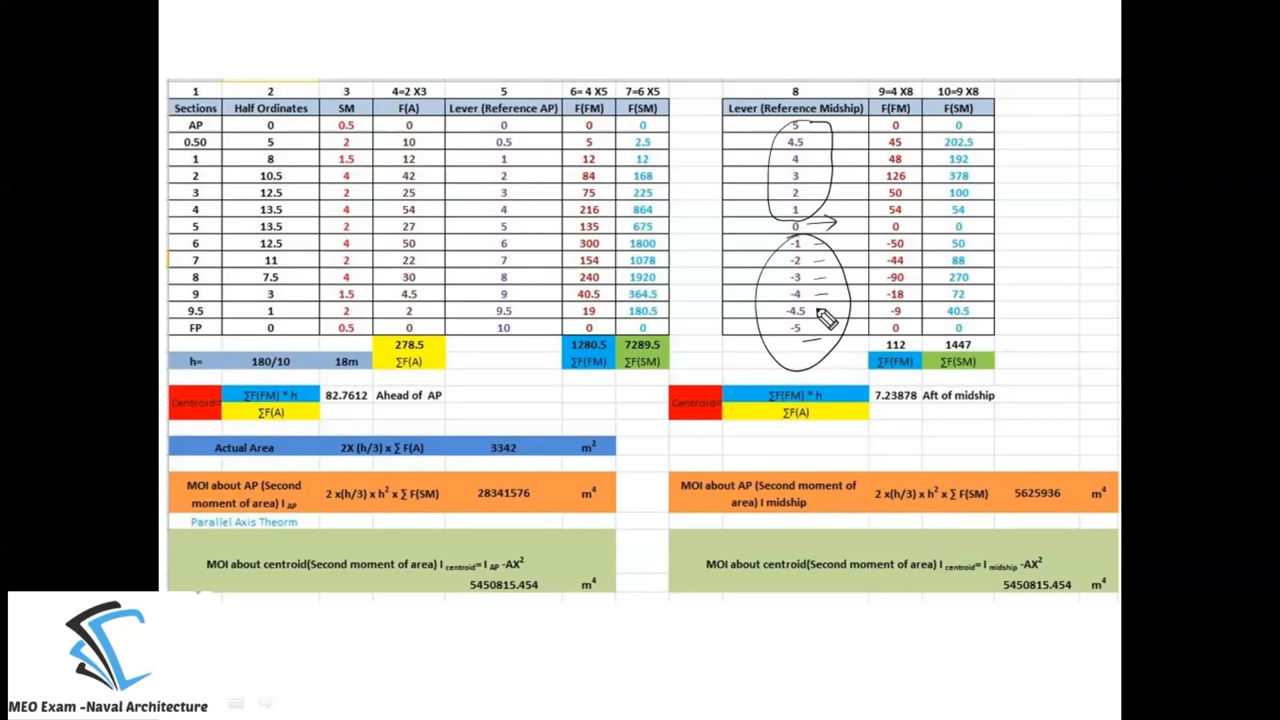 1 2 3 4=2 X3 5 6= 4 X5 7=6 X5 8 9=4 X8 10=9 X8
Sections Half Ordinates SM F(A) Lever (Reference AP) F(FM) F(SM) Lever (Reference Midship) F(FM) F(SM)
AP 0 0.5 0 0 0 0 5 0 0
0.50 5 2 10 0.5 5 2.5 4.5 45 202.5
1 8 1.5 12 1 12 12 4 48 192
2 10.5 4 42 2 84 168 3 126 378
3 12.5 2 25 3 75 225 2 50 100
4 13.5 4 54 4 216 864 1 54 54
5 13.5 2 27 5 135 675 0 0 0
6 12.5 4 50 6 300 1800 -1 -50 50
7 11 2 22 7 154 1078 -2 -44 88
8 7.5 4 30 8 240 1920 -3 -90 270
9 3 1.5 4.5 9 40.5 364.5 -4 -18 72
9.5 1 2 2 9.5 19 180.5 -4.5 -9 40.5
FP 0 0.5 0 10 0 0 -5 0 0
278.5 1280.5 7289.5 112 1447
h= 180/10 18m ∑F(A) ∑F(FM) ∑F(SM) ∑F(FM) ∑F(SM)
Centroid= ∑F(FM) * h 82.7612 Ahead of AP Centroid= ∑F(FM) * h 7.23878 Aft of midship
∑F(A) ∑F(A)
Actual Area 2X (h/3) x ∑ F(A) 3342 m²
MOI about AP (Second moment of area) I AP 2 x(h/3) x h² x ∑ F(SM) 28341576 m⁴ MOI about AP (Second moment of area) I midship 2 x(h/3) x h² x ∑ F(SM) 5625936 m⁴
Parallel Axis Theorm
MOI about centroid(Second moment of area) I centroid= I AP -AX² MOI about centroid(Second moment of area) I centroid= I midship -AX²
5450815.454 m⁴ 5450815.454 m⁴
MEO Exam -Naval Architecture